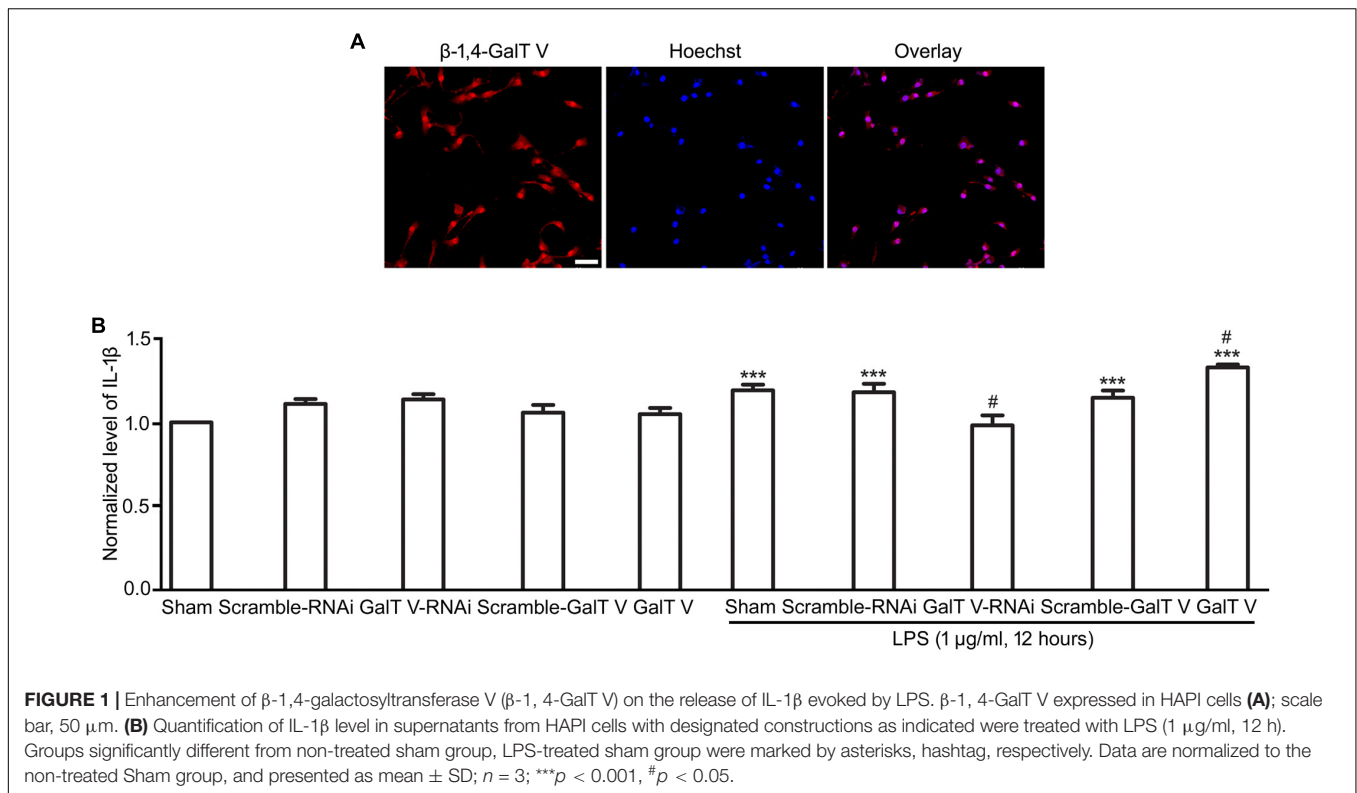 A
β-1,4-GalT V
Hoechst
Overlay
B
Normalized level of IL-1β
1.5
1.0
0.5
0.0
***
***
#
***
#
***
Sham Scramble-RNAi GalT V-RNAi Scramble-GalT V GalT V
Sham Scramble-RNAi GalT V-RNAi Scramble-GalT V GalT V
LPS (1 μg/ml, 12 hours)
FIGURE 1 | Enhancement of β-1,4-galactosyltransferase V (β-1, 4-GalT V) on the release of IL-1β evoked by LPS. β-1, 4-GalT V expressed in HAPI cells (A); scale
bar, 50 μm. (B) Quantification of IL-1β level in supernatants from HAPI cells with designated constructions as indicated were treated with LPS (1 μg/ml, 12 h).
Groups significantly different from non-treated sham group, LPS-treated sham group were marked by asterisks, hashtag, respectively. Data are normalized to the
non-treated Sham group, and presented as mean ± SD; n = 3; ***p < 0.001, #p < 0.05.